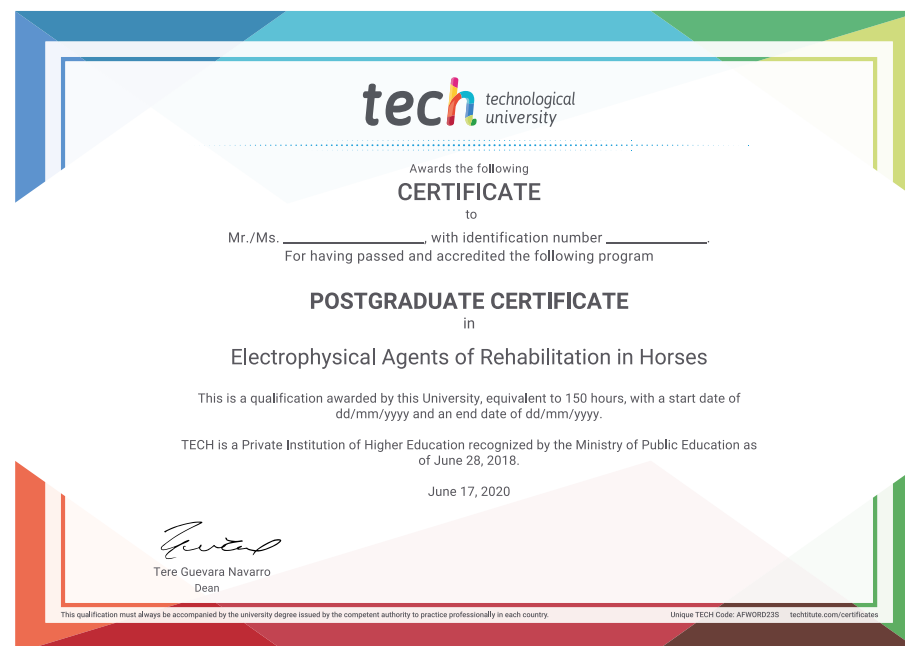 tech technological
university
Awards the following
CERTIFICATE
to
Mr./Ms. ____________________, with identification number ______________.
For having passed and accredited the following program
POSTGRADUATE CERTIFICATE
in
Electrophysical Agents of Rehabilitation in Horses
This is a qualification awarded by this University, equivalent to 150 hours, with a start date of
dd/mm/yyyy and an end date of dd/mm/yyyy.
TECH is a Private Institution of Higher Education recognized by the Ministry of Public Education as
of June 28, 2018.
June 17, 2020
Tere Guevara Navarro
Dean
This qualification must always be accompanied by the university degree issued by the competent authority to practice professionally in each country. Unique TECH Code: AFWORD23S techtitute.com/certificates